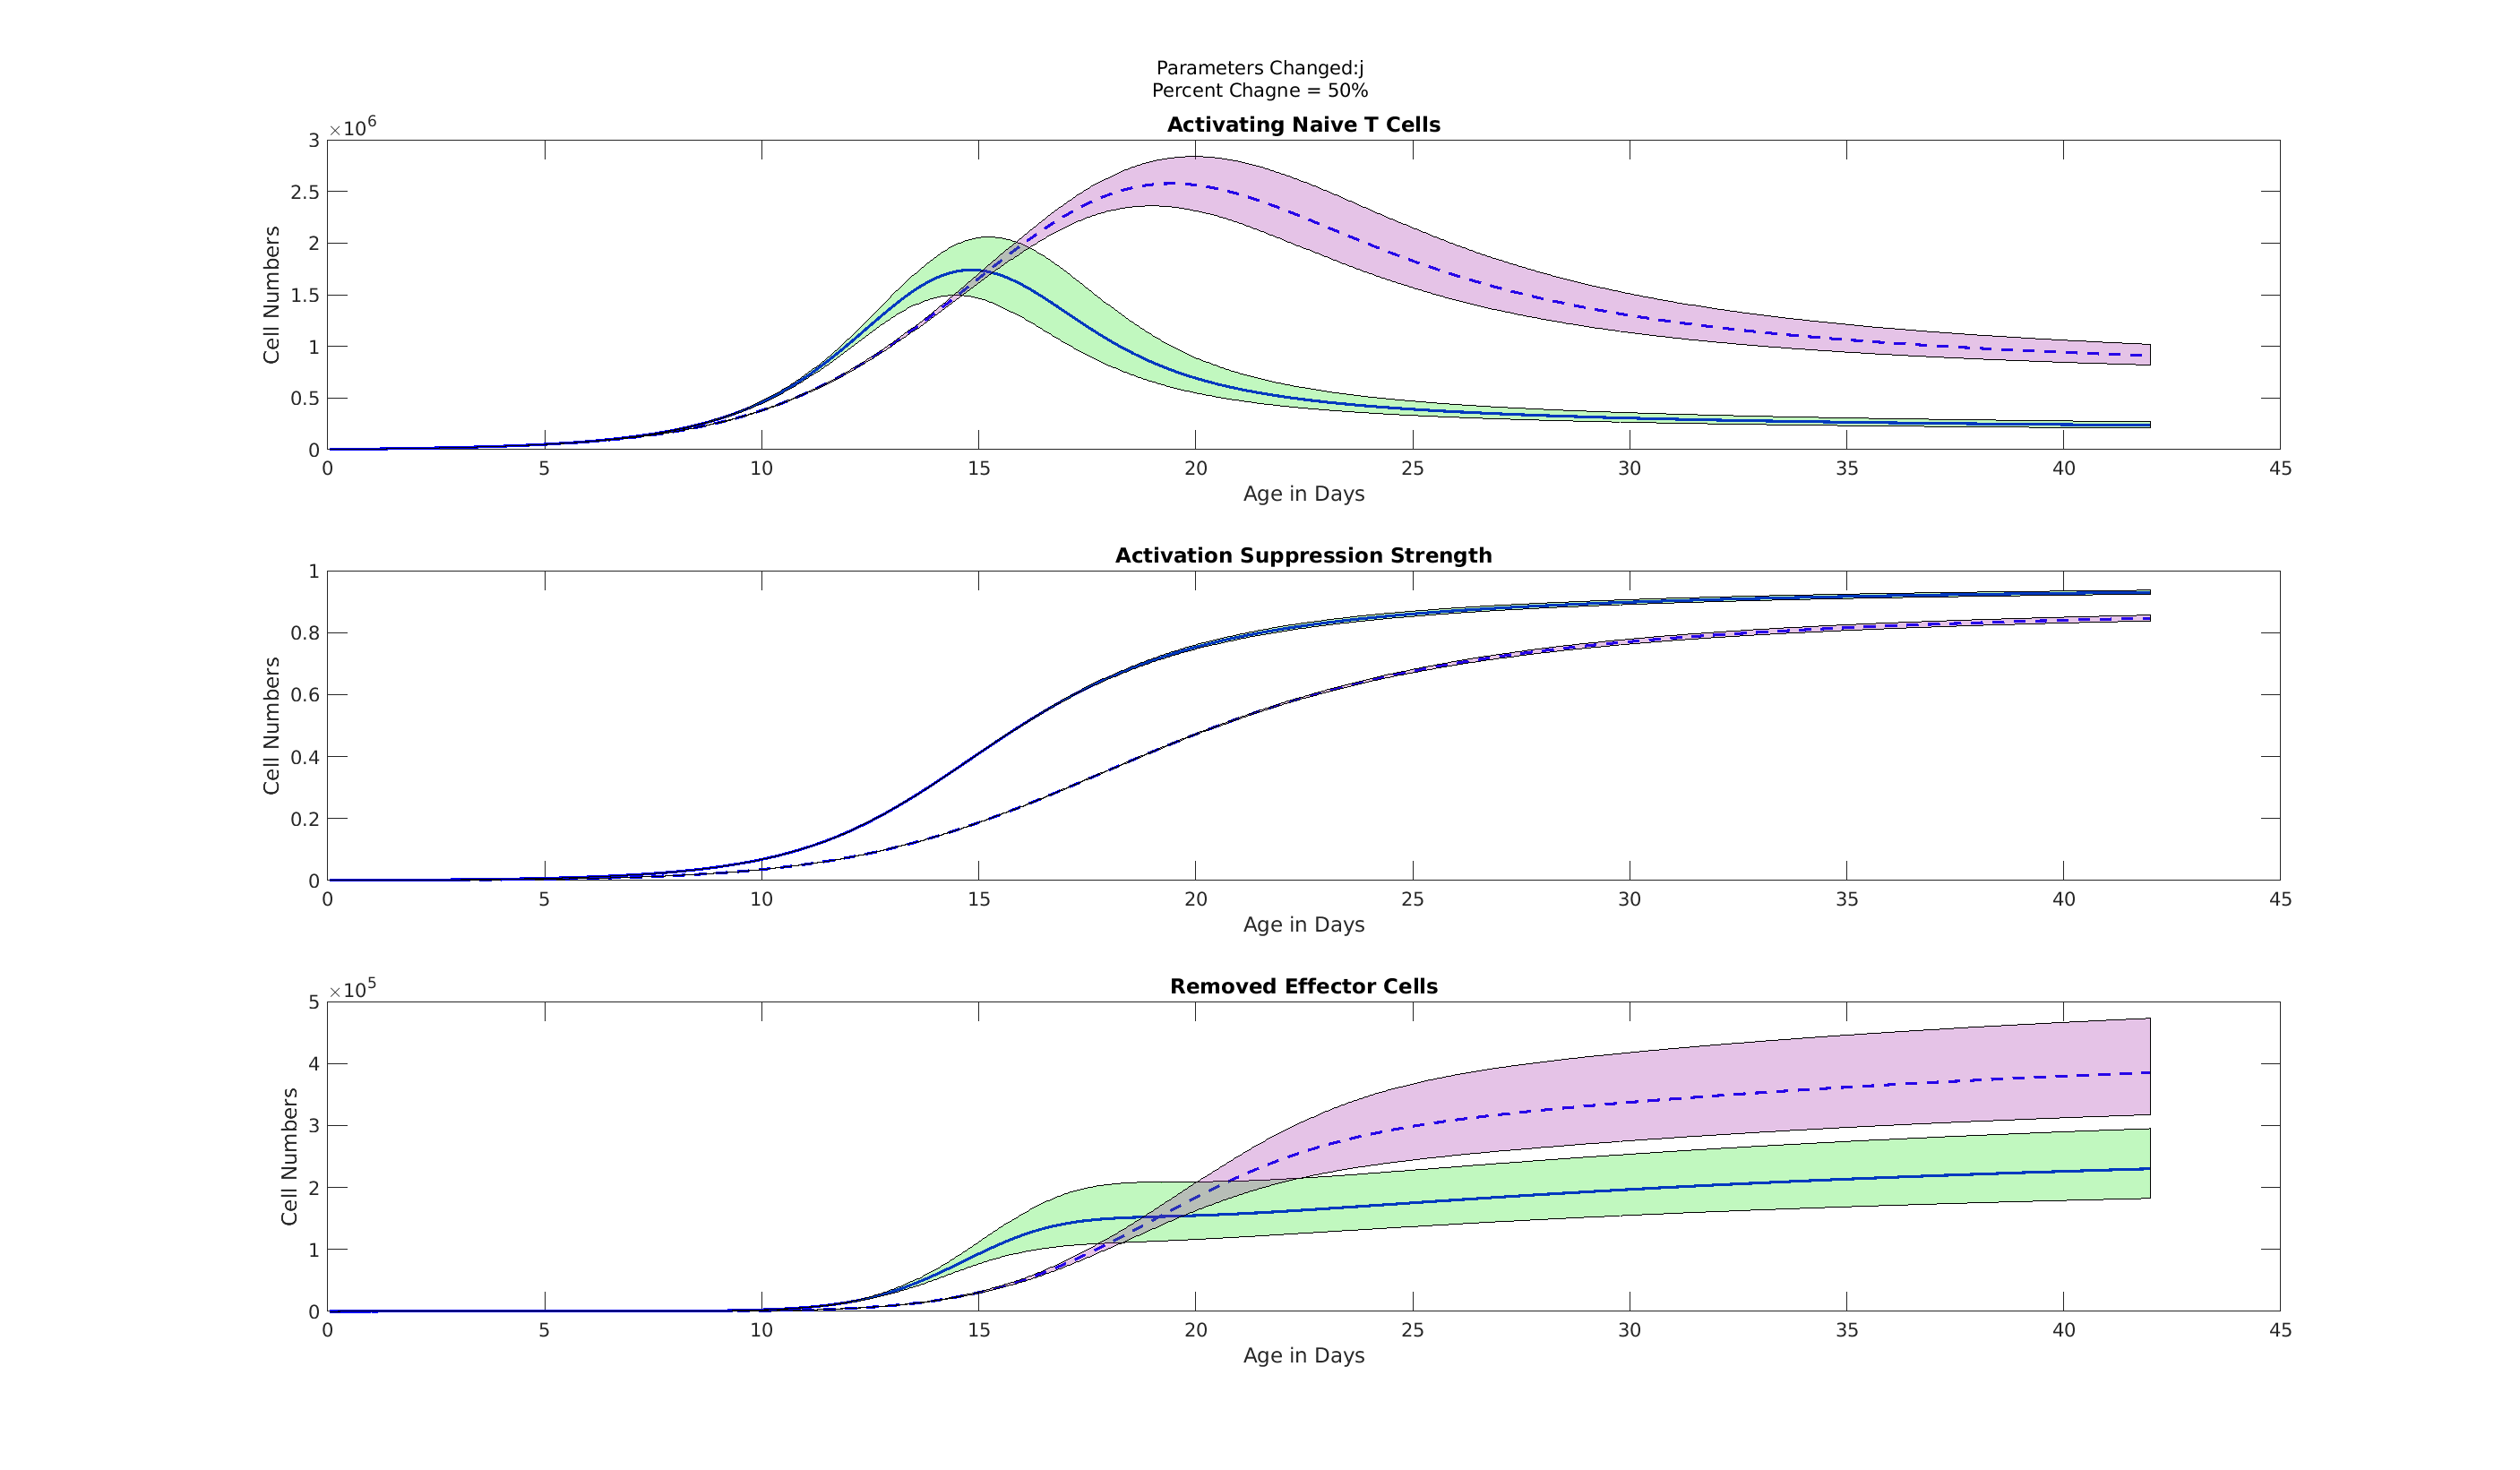 Parameters Changed:j
Percent Chagne = 50%
Activating Naive T Cells
×10^6
3
2.5
2
1.5
1
0.5
0
Cell Numbers
0 5 10 15 20 25 30 35 40 45
Age in Days
Activation Suppression Strength
1
0.8
0.6
0.4
0.2
0
Cell Numbers
0 5 10 15 20 25 30 35 40 45
Age in Days
Removed Effector Cells
×10^5
5
4
3
2
1
0
Cell Numbers
0 5 10 15 20 25 30 35 40 45
Age in Days